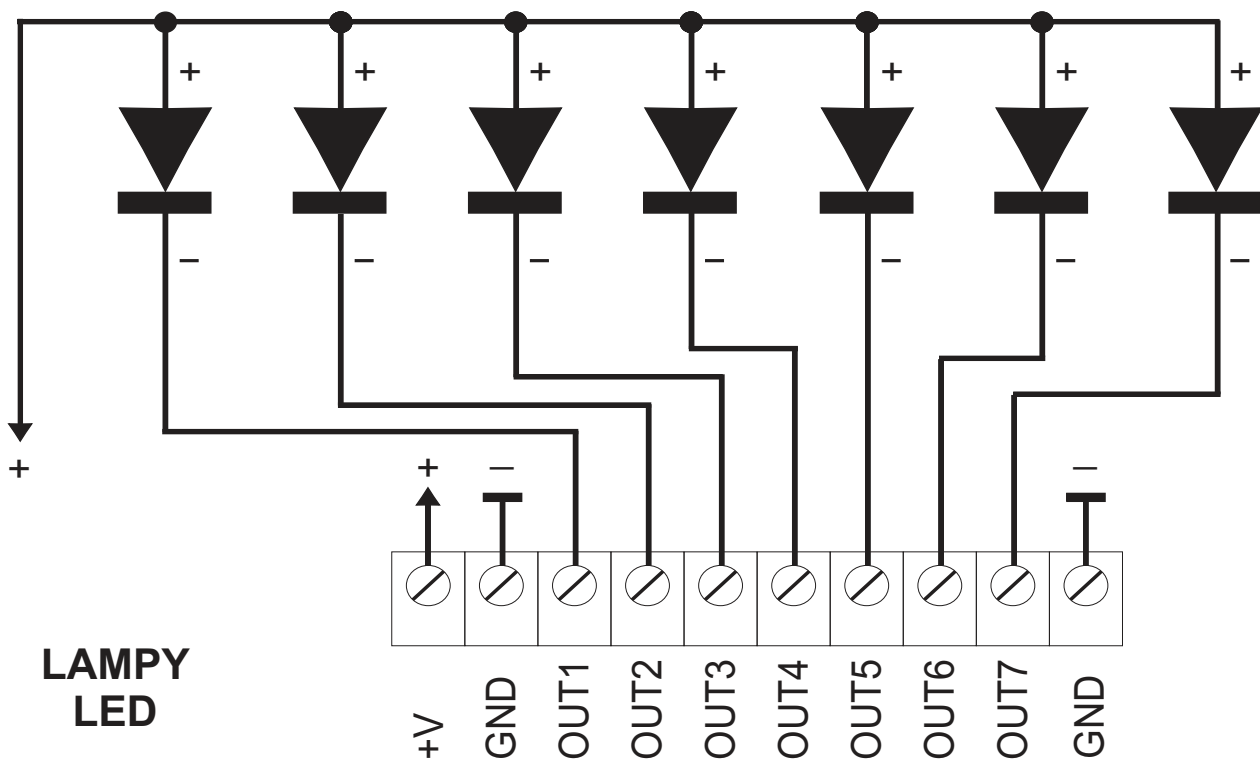 + + + + + + +
– – – – – – –
+ + – –
LAMPY
LED
+V GND OUT1 OUT2 OUT3 OUT4 OUT5 OUT6 OUT7 GND